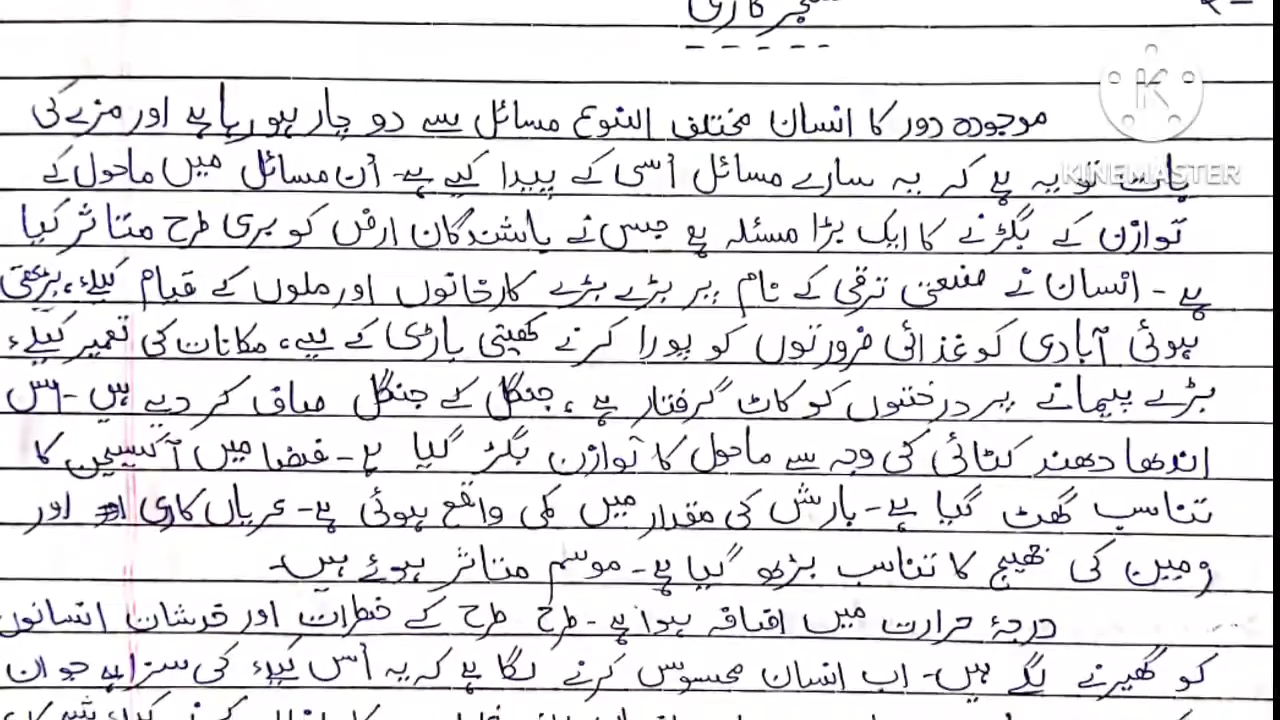 شجر کاری
موجودہ دور کا انسان مختلف النوع مسائل سے دو چار ہو رہا ہے اور مزے کی
بات تو یہ ہے کہ یہ سارے مسائل اُسی کے پیدا کیے ہے۔ اُن مسائل میں ماحول کے
توازن کے بگڑنے کا ایک بڑا مسئلہ ہے جس نے باشندگان ارض کو بری طرح متاثر کیا
ہے۔ انسان نے صنعتی ترقی کے نام پر بڑے بڑے کارخانوں اور ملوں کے قیام کیلئے، بڑھتی
ہوئی آبادی کو غذائی ضرورتوں کو پورا کرنے کھیتی باڑی کے لیے، مکانات کی تعمیر کیلئے
بڑے پیمانے پر درختوں کو کاٹ گرفتار ہے، جنگل کے جنگل صاف کر دیے ہیں۔ اس
اندھا دھند کٹائی کی وجہ سے ماحول کا توازن بگڑ گیا ہے۔ فضا میں آکسیجن کا
تناسب گھٹ گیا ہے۔ بارش کی مقدار میں کمی واقع ہوئی ہے۔ عریاں کاری اور
زمین کی کا تناسب بڑھ گیا ہے۔ موسم متاثر ہوئے ہیں۔
درجۂ حرارت میں اضافہ ہوا ہے۔ طرح طرح کے خطرات اور انسانوں
کو گھیرنے لگے ہیں۔ اب انسان محسوس کرنے لگا ہے کہ یہ اُس کی سزا ہے جو ان
KINEMASTER